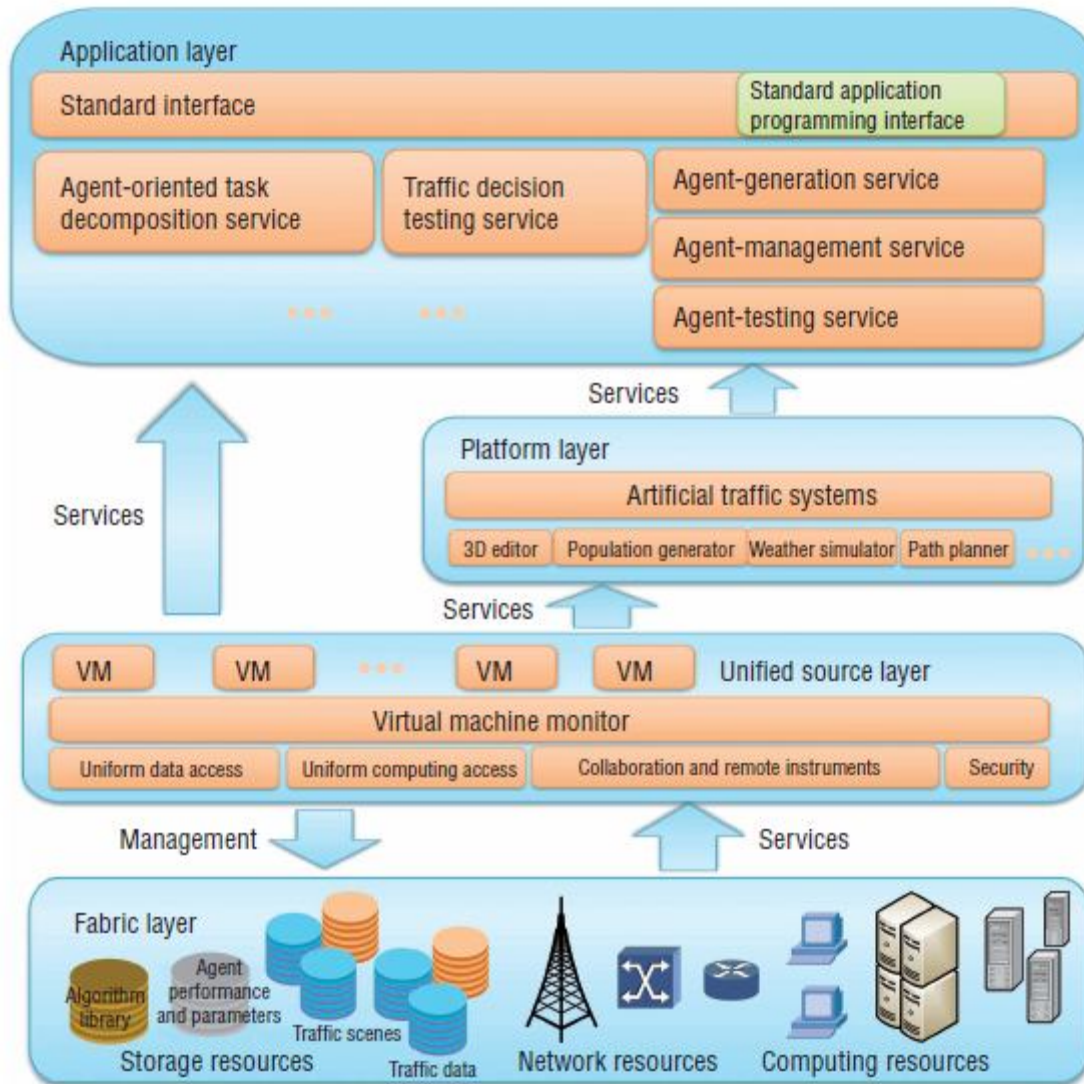 Application layer
Standard interface
Standard application
programming interface
Agent-oriented task
decomposition service
Traffic decision
testing service
Agent-generation service
Agent-management service
Agent-testing service
Services
Services
Platform layer
Artificial traffic systems
3D editor
Population generator
Weather simulator
Path planner
Services
VM
VM
VM
VM
Unified source layer
Virtual machine monitor
Uniform data access
Uniform computing access
Collaboration and remote instruments
Security
Management
Services
Fabric layer
Algorithm
library
Agent
performance
and parameters
Traffic scenes
Traffic data
Storage resources
Network resources
Computing resources